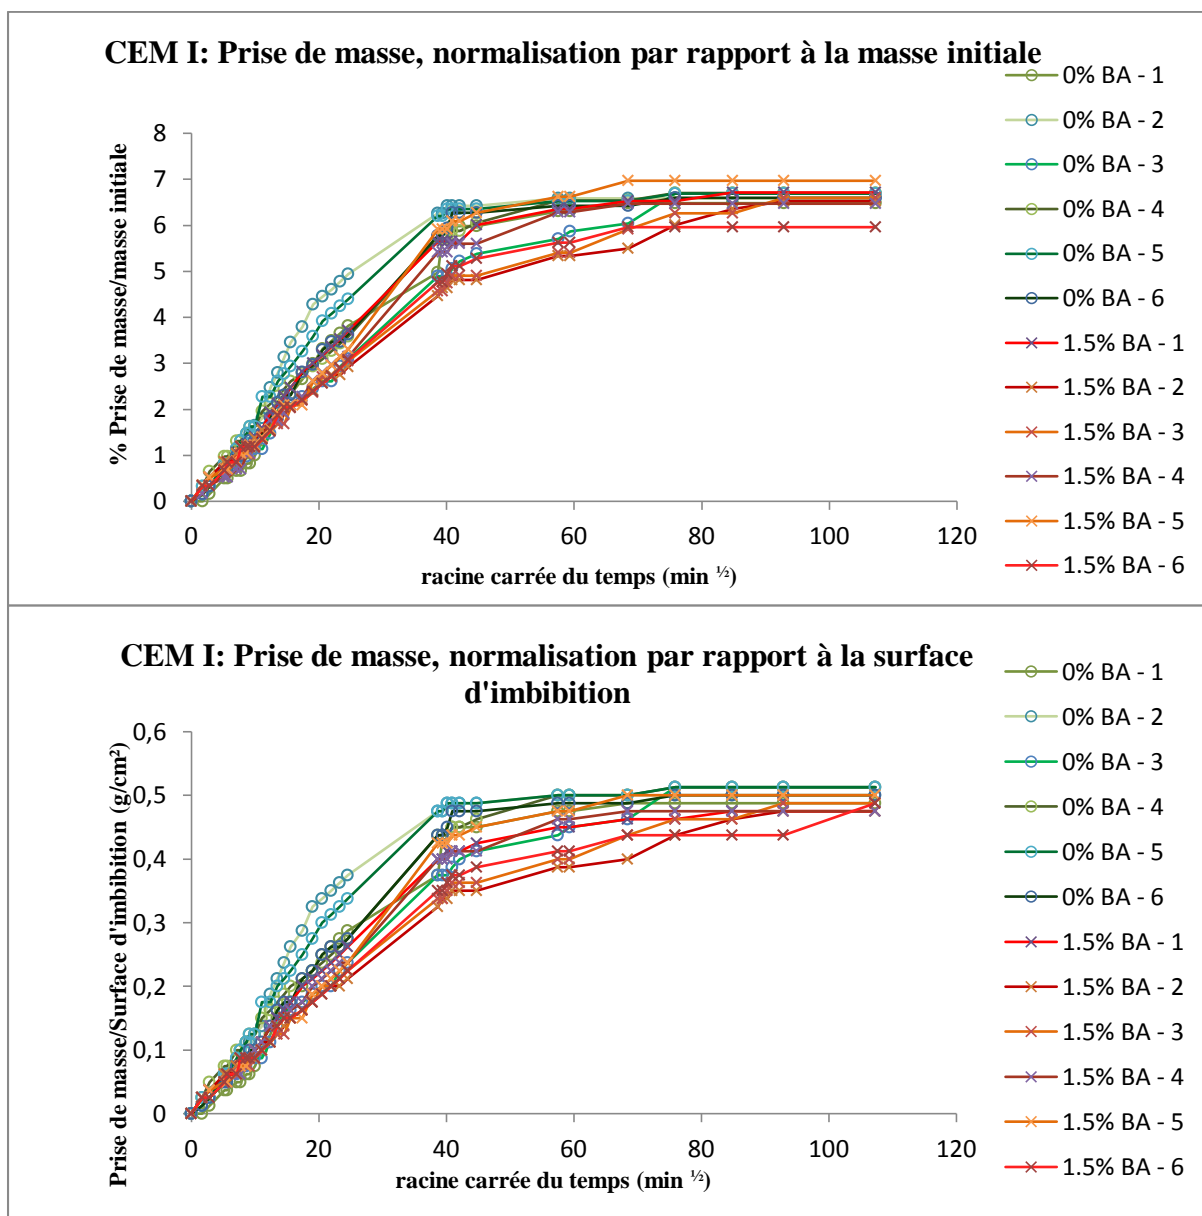 CEM I: Prise de masse, normalisation par rapport à la masse initiale
% Prise de masse/masse initiale
8
7
6
5
4
3
2
1
0
0 20 40 60 80 100 120
racine carrée du temps (min ½)
0% BA - 1
0% BA - 2
0% BA - 3
0% BA - 4
0% BA - 5
0% BA - 6
1.5% BA - 1
1.5% BA - 2
1.5% BA - 3
1.5% BA - 4
1.5% BA - 5
1.5% BA - 6
CEM I: Prise de masse, normalisation par rapport à la surface
d'imbibition
Prise de masse/Surface d'imbibition (g/cm²)
0,6
0,5
0,4
0,3
0,2
0,1
0
0 20 40 60 80 100 120
racine carrée du temps (min ½)
0% BA - 1
0% BA - 2
0% BA - 3
0% BA - 4
0% BA - 5
0% BA - 6
1.5% BA - 1
1.5% BA - 2
1.5% BA - 3
1.5% BA - 4
1.5% BA - 5
1.5% BA - 6